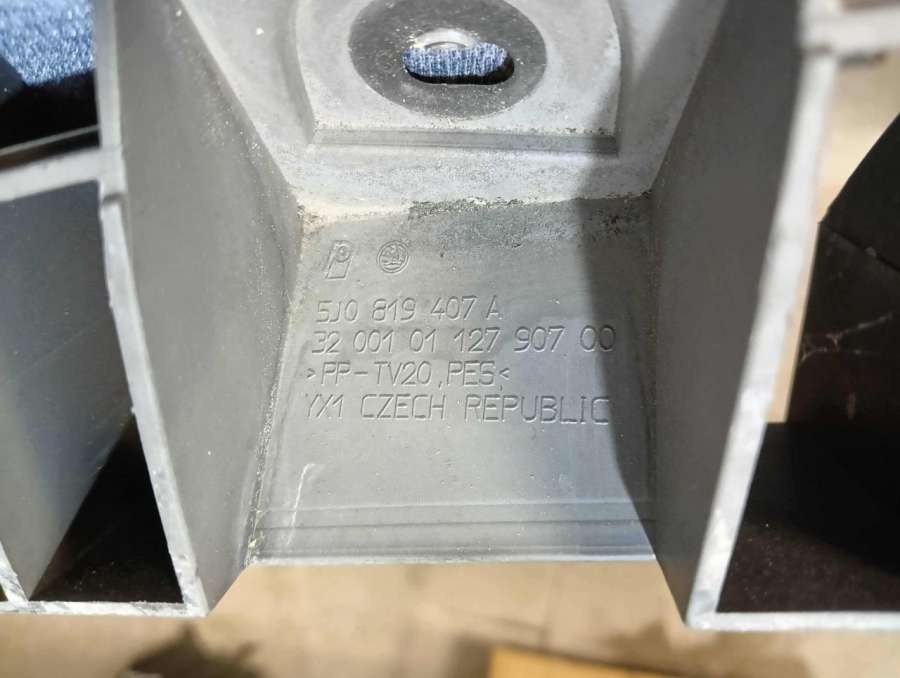 5J0 819 407 A
32 001 01 127 907 00
>PP-TV20,PES<
YX1 CZECH REPUBLIC